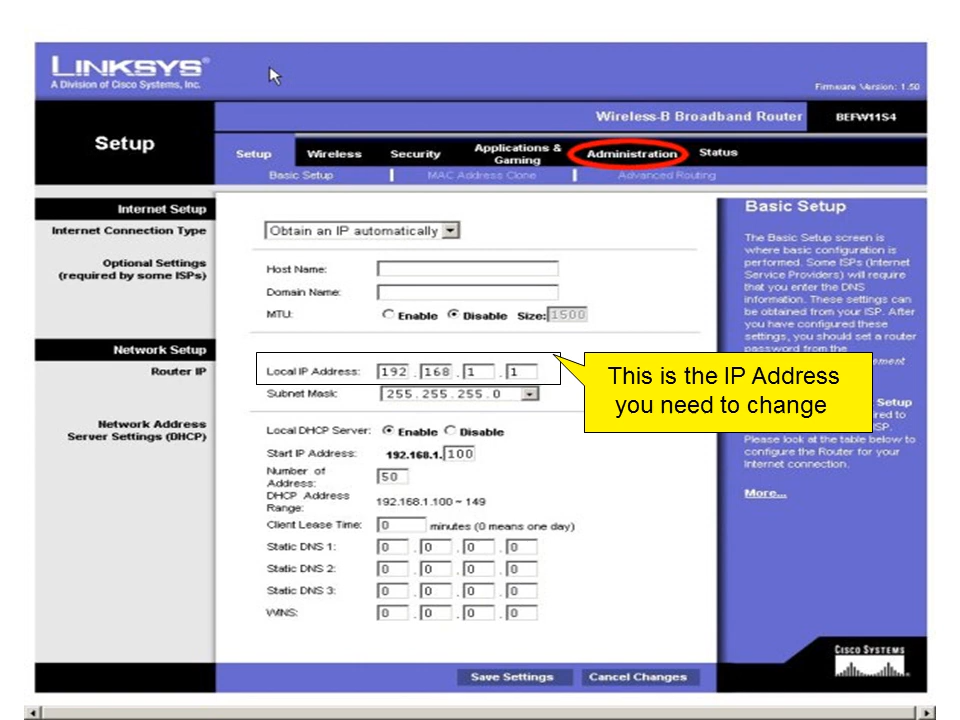 LINKSYS®
A Division of Cisco Systems, Inc.
Firmware Version: 1.50
Wireless-B Broadband Router
BEFW11S4
Setup
Setup
Wireless
Security
Applications & Gaming
Administration
Status
Basic Setup
MAC Address Clone
Advanced Routing
Internet Setup
Internet Connection Type
Obtain an IP automatically
Optional Settings
(required by some ISPs)
Host Name:
Domain Name:
MTU:
Enable Disable Size: 1500
Network Setup
Router IP
Local IP Address: 192 . 168 . 1 . 1
Subnet Mask: 255.255.255.0
This is the IP Address
you need to change
Network Address
Server Settings (DHCP)
Local DHCP Server: Enable Disable
Start IP Address: 192.168.1. 100
Number of
Address: 50
DHCP Address
Range: 192.168.1.100 ~ 149
Client Lease Time: 0 minutes (0 means one day)
Static DNS 1: 0 . 0 . 0 . 0
Static DNS 2: 0 . 0 . 0 . 0
Static DNS 3: 0 . 0 . 0 . 0
WINS: 0 . 0 . 0 . 0
Basic Setup
The Basic Setup screen is
where basic configuration is
performed. Some ISPs (Internet
Service Providers) will require
that you enter the DNS
information. These settings can
be obtained from your ISP. After
you have configured these
settings, you should set a router
password from the
Setup
Please look at the table below to
configure the Router for your
Internet connection.
More...
Save Settings
Cancel Changes
CISCO SYSTEMS